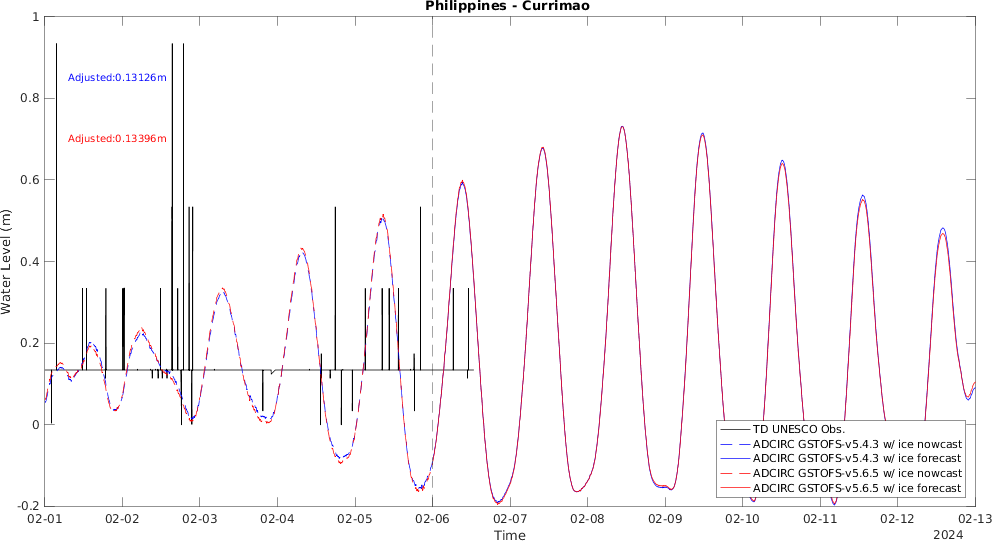 Philippines - Currimao
1
0.8
0.6
0.4
0.2
0
-0.2
Water Level (m)
Adjusted:0.13126m
Adjusted:0.13396m
TD UNESCO Obs.
ADCIRC GSTOFS-v5.4.3 w/ ice nowcast
ADCIRC GSTOFS-v5.4.3 w/ ice forecast
ADCIRC GSTOFS-v5.6.5 w/ ice nowcast
ADCIRC GSTOFS-v5.6.5 w/ ice forecast
02-01 02-02 02-03 02-04 02-05 02-06 02-07 02-08 02-09 02-10 02-11 02-12 02-13
Time
2024